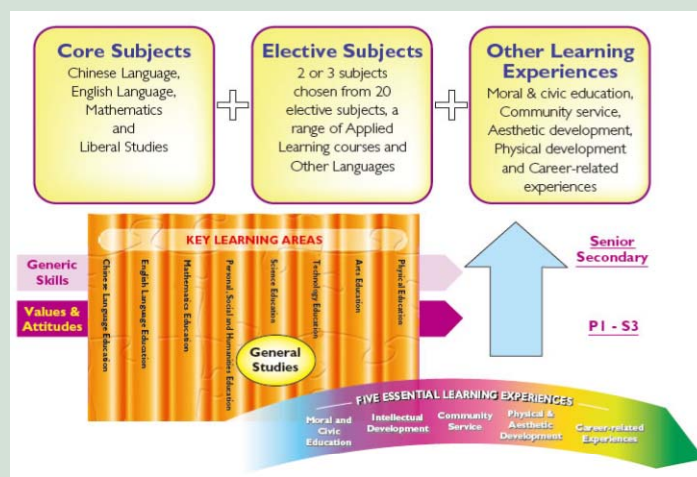 Core Subjects
Chinese Language,
English Language,
Mathematics
and
Liberal Studies
Elective Subjects
2 or 3 subjects
chosen from 20
elective subjects, a
range of Applied
Learning courses and
Other Languages
Other Learning
Experiences
Moral & civic education,
Community service,
Aesthetic development,
Physical development
and Career-related
experiences
KEY LEARNING AREAS
Generic
Skills
Values &
Attitudes
Chinese Language Education
English Language Education
Mathematics Education
Personal, Social and Humanities Education
Science Education
Technology Education
Arts Education
Physical Education
General
Studies
Senior
Secondary
P1 - S3
FIVE ESSENTIAL LEARNING EXPERIENCES
Moral and
Civic
Education
Intellectual
Development
Community
Service
Physical &
Aesthetic
Development
Career-related
Experiences